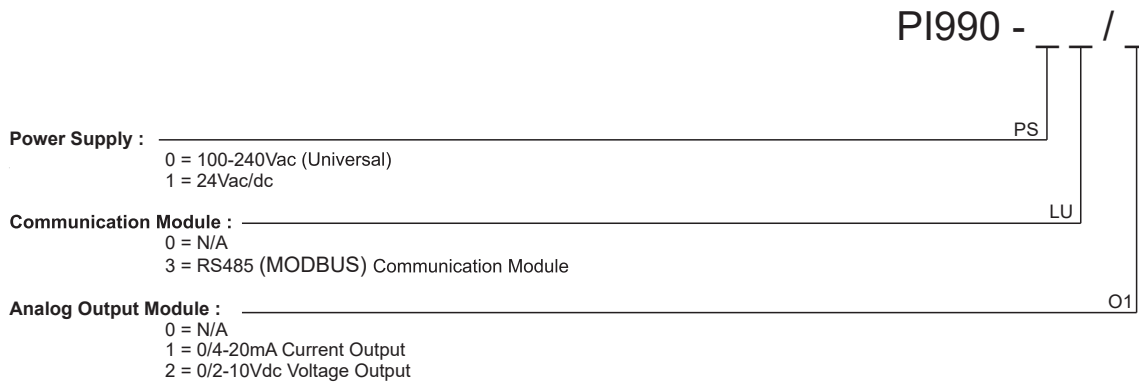 PI990 - _ _ / _
PS
Power Supply :
0 = 100-240Vac (Universal)
1 = 24Vac/dc
LU
Communication Module :
0 = N/A
3 = RS485 (MODBUS) Communication Module
O1
Analog Output Module :
0 = N/A
1 = 0/4-20mA Current Output
2 = 0/2-10Vdc Voltage Output